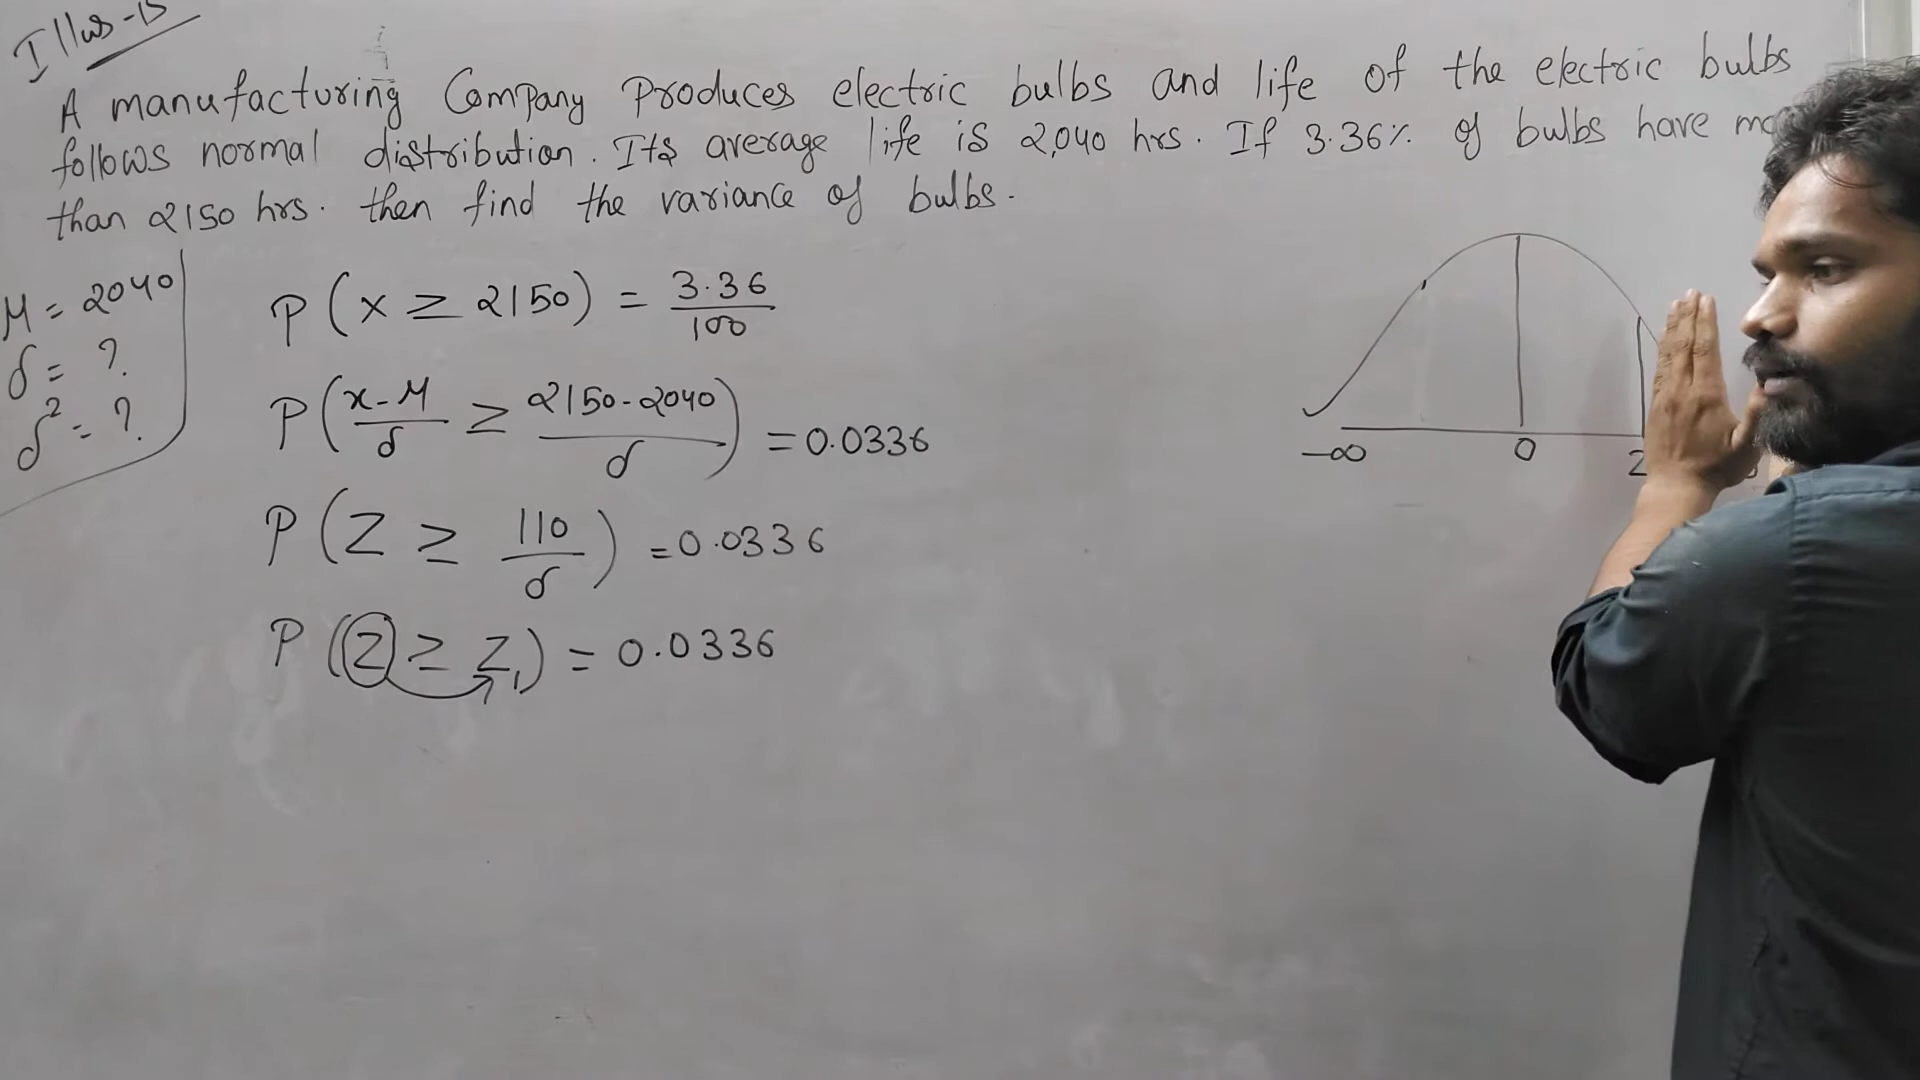 Illus-15
A manufacturing Company Produces electric bulbs and life of the electric bulbs
follows normal distribution. Its average life is 2,040 hrs. If 3.36% of bulbs have
than 2150 hrs. then find the variance of bulbs.
M = 2040
σ = ?
σ² = ?
P(x ≥ 2150) = 3.36/100
P((x-M)/σ ≥ (2150-2040)/σ) = 0.0336
P(Z ≥ 110/σ) = 0.0336
P(Z ≥ Z₁) = 0.0336
-∞ 0 Z